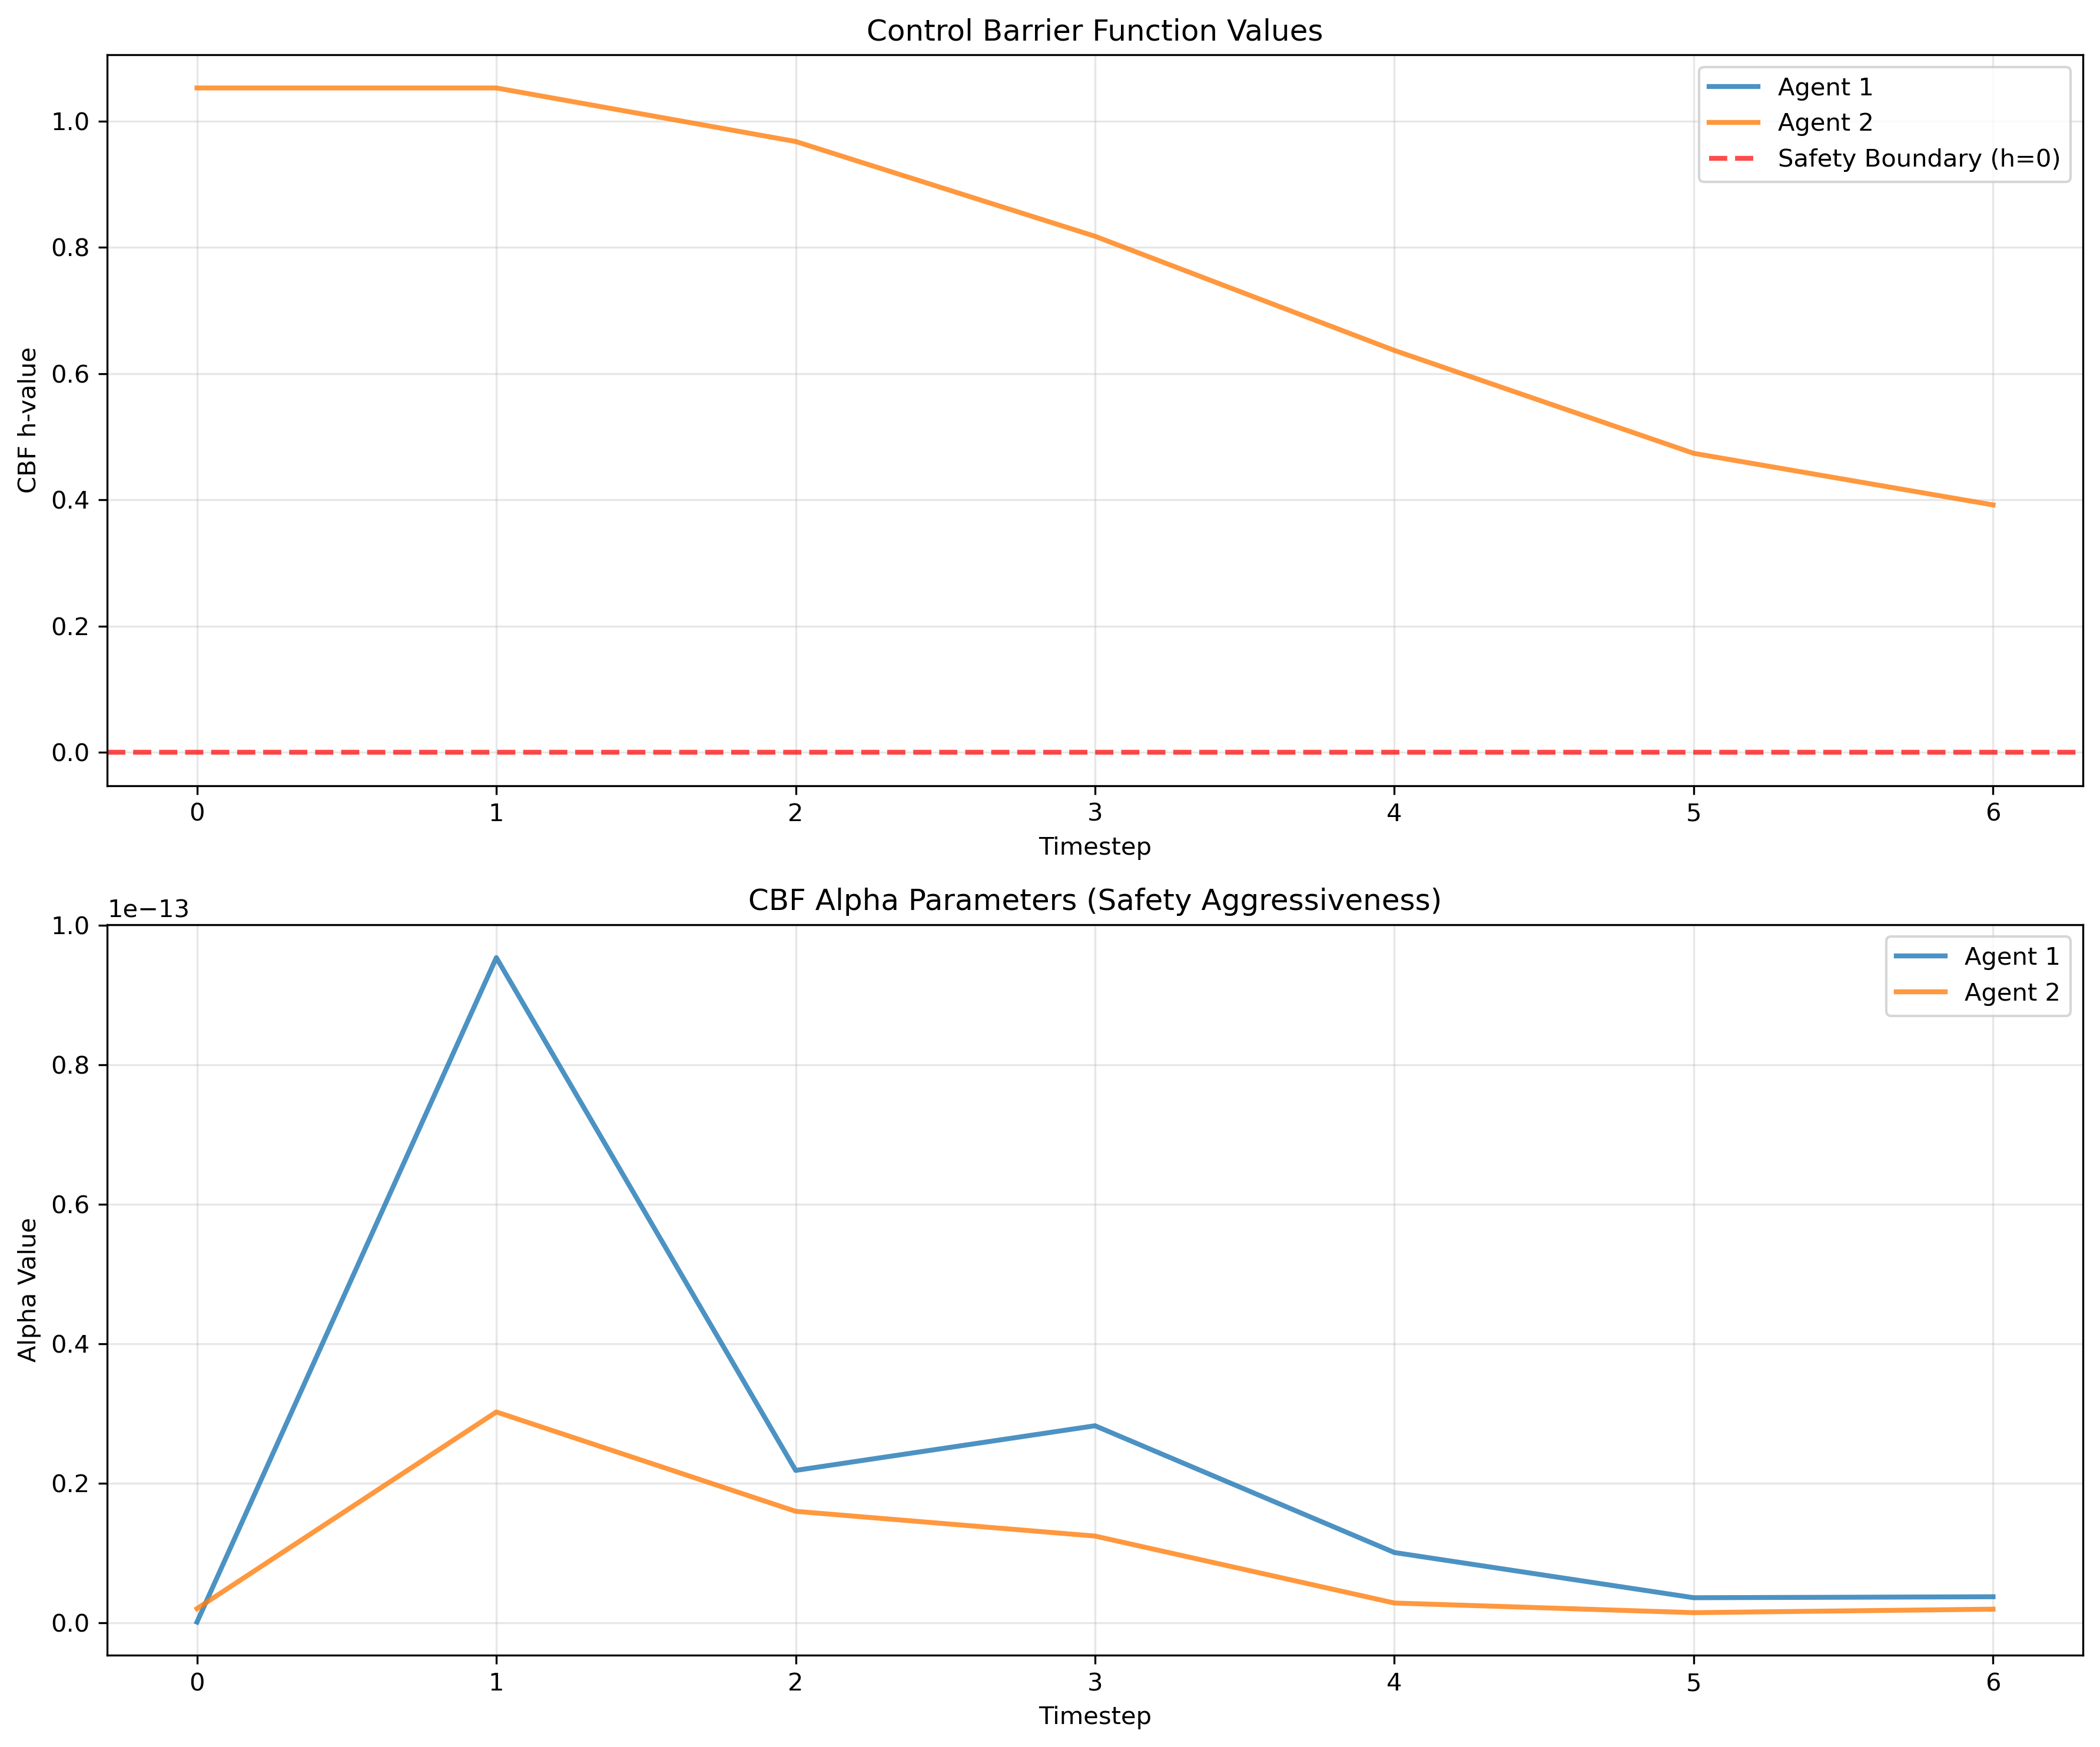 Control Barrier Function Values
CBF h-value
1.0
0.8
0.6
0.4
0.2
0.0
Agent 1
Agent 2
Safety Boundary (h=0)
0 1 2 3 4 5 6
Timestep
CBF Alpha Parameters (Safety Aggressiveness)
1e−13
Alpha Value
1.0
0.8
0.6
0.4
0.2
0.0
Agent 1
Agent 2
0 1 2 3 4 5 6
Timestep